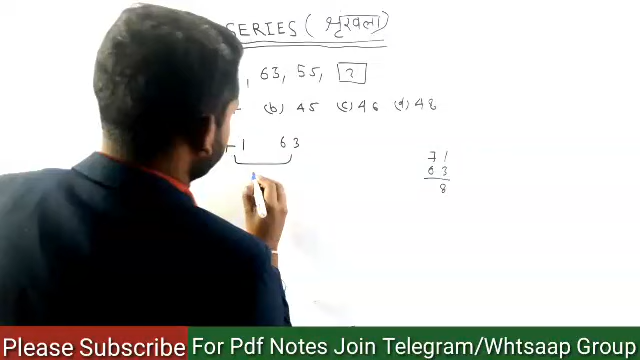 SERIES ( श्रृंखला )
, 63, 55, ?
(b) 45 (c) 46 (d) 48
71 63
71
63
8
Please Subscribe For Pdf Notes Join Telegram/Whtsaap Group